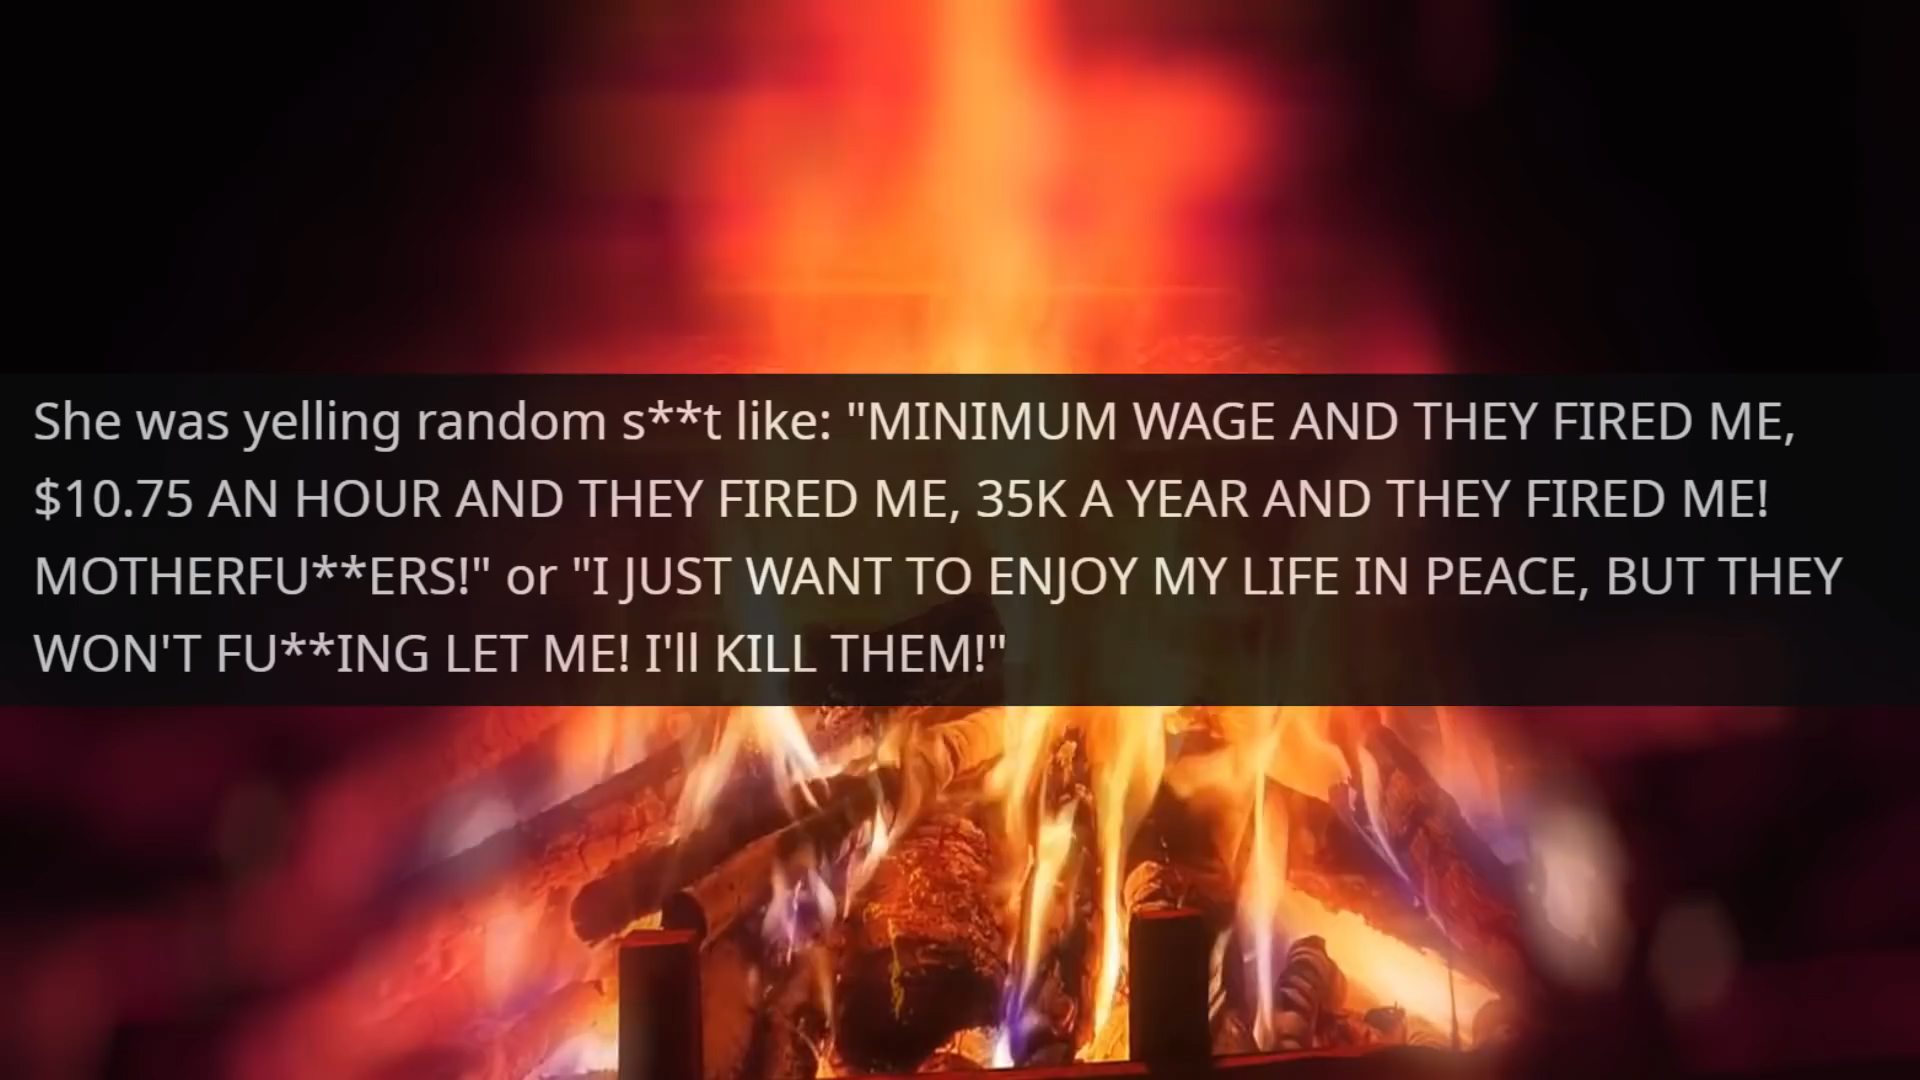 She was yelling random s**t like: "MINIMUM WAGE AND THEY FIRED ME,
$10.75 AN HOUR AND THEY FIRED ME, 35K A YEAR AND THEY FIRED ME!
MOTHERFU**ERS!" or "I JUST WANT TO ENJOY MY LIFE IN PEACE, BUT THEY
WON'T FU**ING LET ME! I'll KILL THEM!"